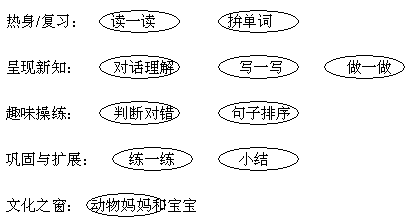 热身/复习： 读一读 拚单词
呈现新知： 对话理解 写一写 做一做
趣味操练： 判断对错 句子排序
巩固与扩展： 练一练 小结
文化之窗： 动物妈妈和宝宝